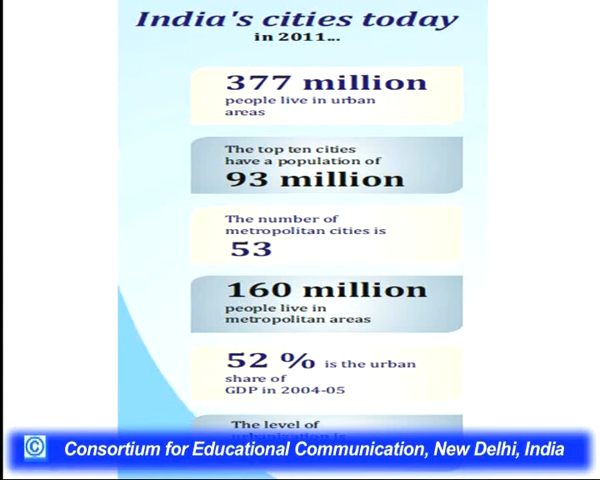 India's cities today
in 2011...
377 million
people live in urban
areas
The top ten cities
have a population of
93 million
The number of
metropolitan cities is
53
160 million
people live in
metropolitan areas
52 % is the urban
share of
GDP in 2004-05
The level of
urbanization is
© Consortium for Educational Communication, New Delhi, India